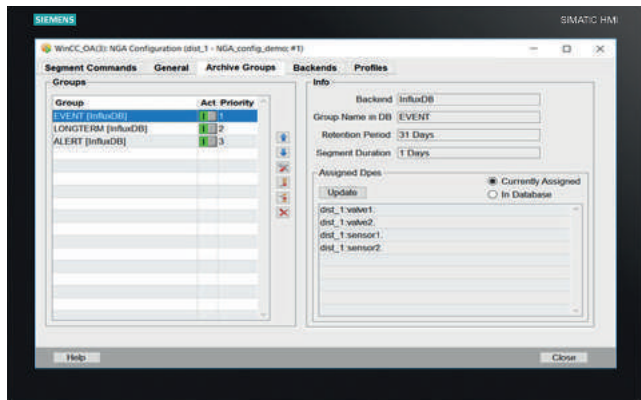 SIEMENS
SIMATIC HMI
WinCC_OA(3): NGA Configuration (dist_1 - NGA_config_demo; #1)
Segment Commands General Archive Groups Backends Profiles
Groups
Group Act Priority
EVENT [InfluxDB] 1
LONGTERM [InfluxDB] 2
ALERT [InfluxDB] 3
Info
Backend InfluxDB
Group Name in DB EVENT
Retention Period 31 Days
Segment Duration 1 Days
Assigned Dpes
Update
Currently Assigned
In Database
dist_1:valve1.
dist_1:valve2.
dist_1:sensor1.
dist_1:sensor2.
Help
Close